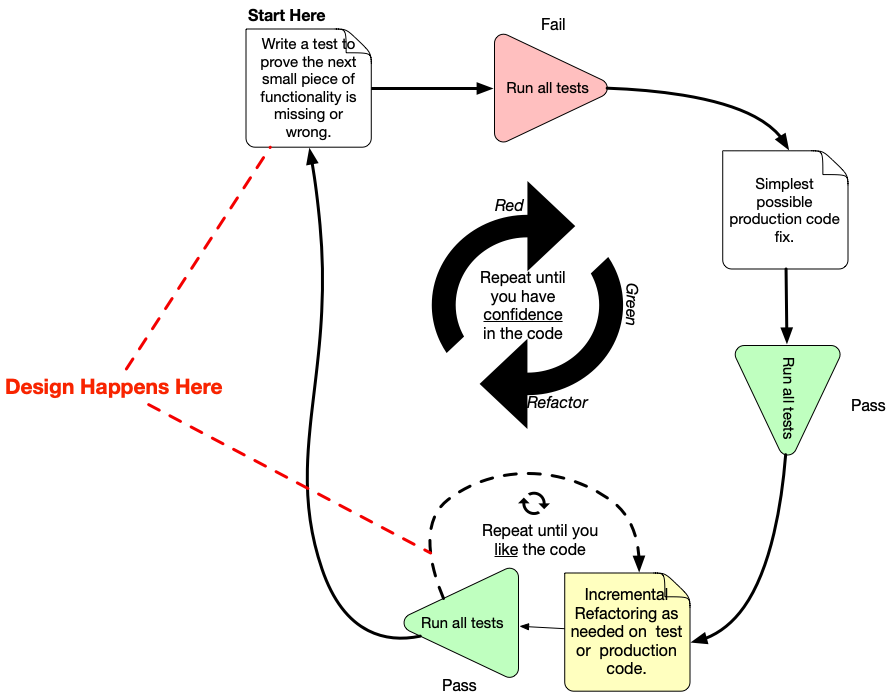 Start Here
Write a test to
prove the next
small piece of
functionality is
missing or
wrong.
Fail
Run all tests
Simplest
possible
production code
fix.
Red
Green
Refactor
Repeat until
you have
confidence
in the code
Run all tests
Pass
Design Happens Here
Repeat until you
like the code
Incremental
Refactoring as
needed on test
or production
code.
Run all tests
Pass